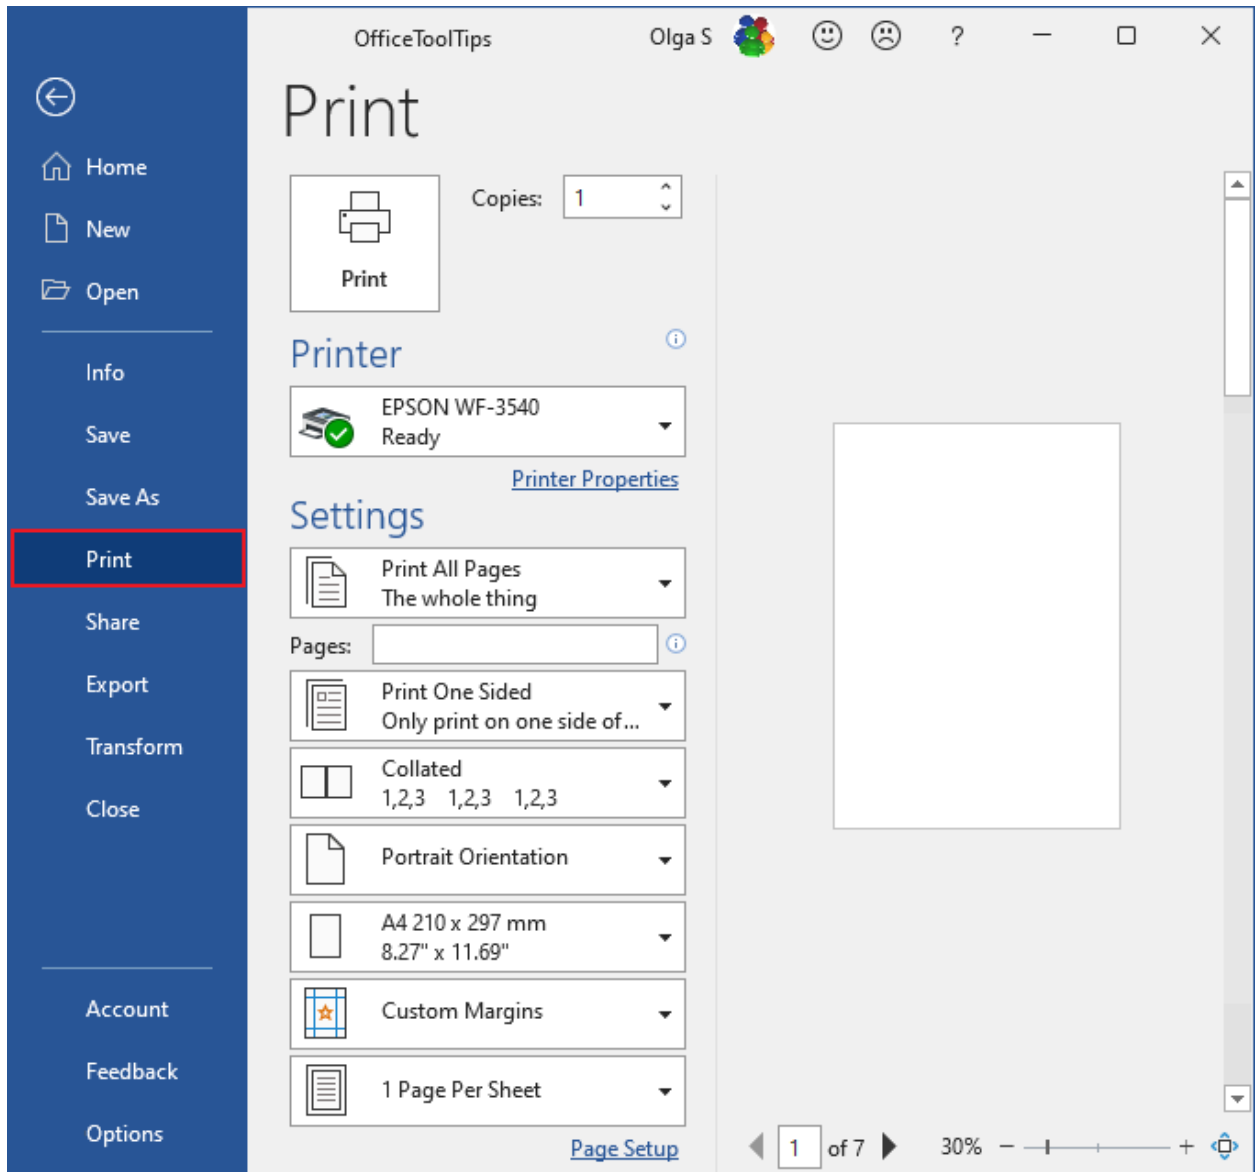 OfficeToolTips
Olga S
?
Print
Home
New
Open
Info
Save
Save As
Print
Share
Export
Transform
Close
Account
Feedback
Options
Print
Copies: 1
Printer
EPSON WF-3540
Ready
Printer Properties
Settings
Print All Pages
The whole thing
Pages:
Print One Sided
Only print on one side of...
Collated
1,2,3 1,2,3 1,2,3
Portrait Orientation
A4 210 x 297 mm
8.27" x 11.69"
Custom Margins
1 Page Per Sheet
Page Setup
1 of 7
30%